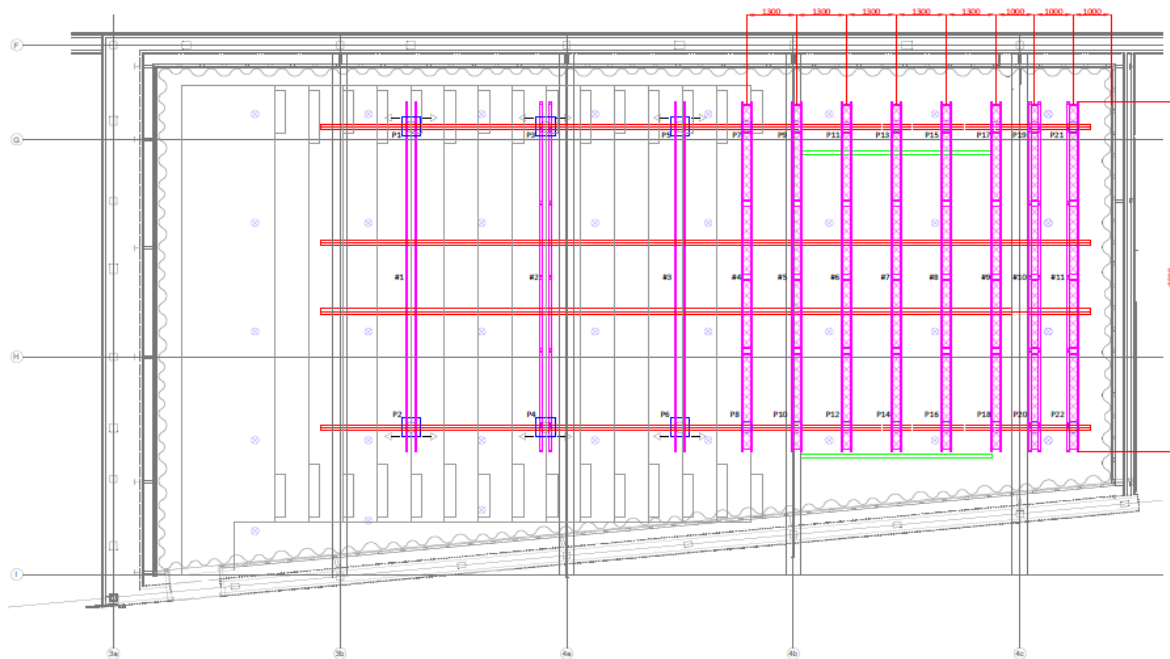 1300 1300 1300 1300 1300 1000 1000 1000
F
P1 P3 P5 P7 P9 P11 P13 P15 P17 P19 P21
G
#1 #2 #3 #4 #5 #6 #7 #8 #9 #10 #11
H
P2 P4 P6 P8 P10 P12 P14 P16 P18 P20 P22
I
3a 3b 4a 4b 4c